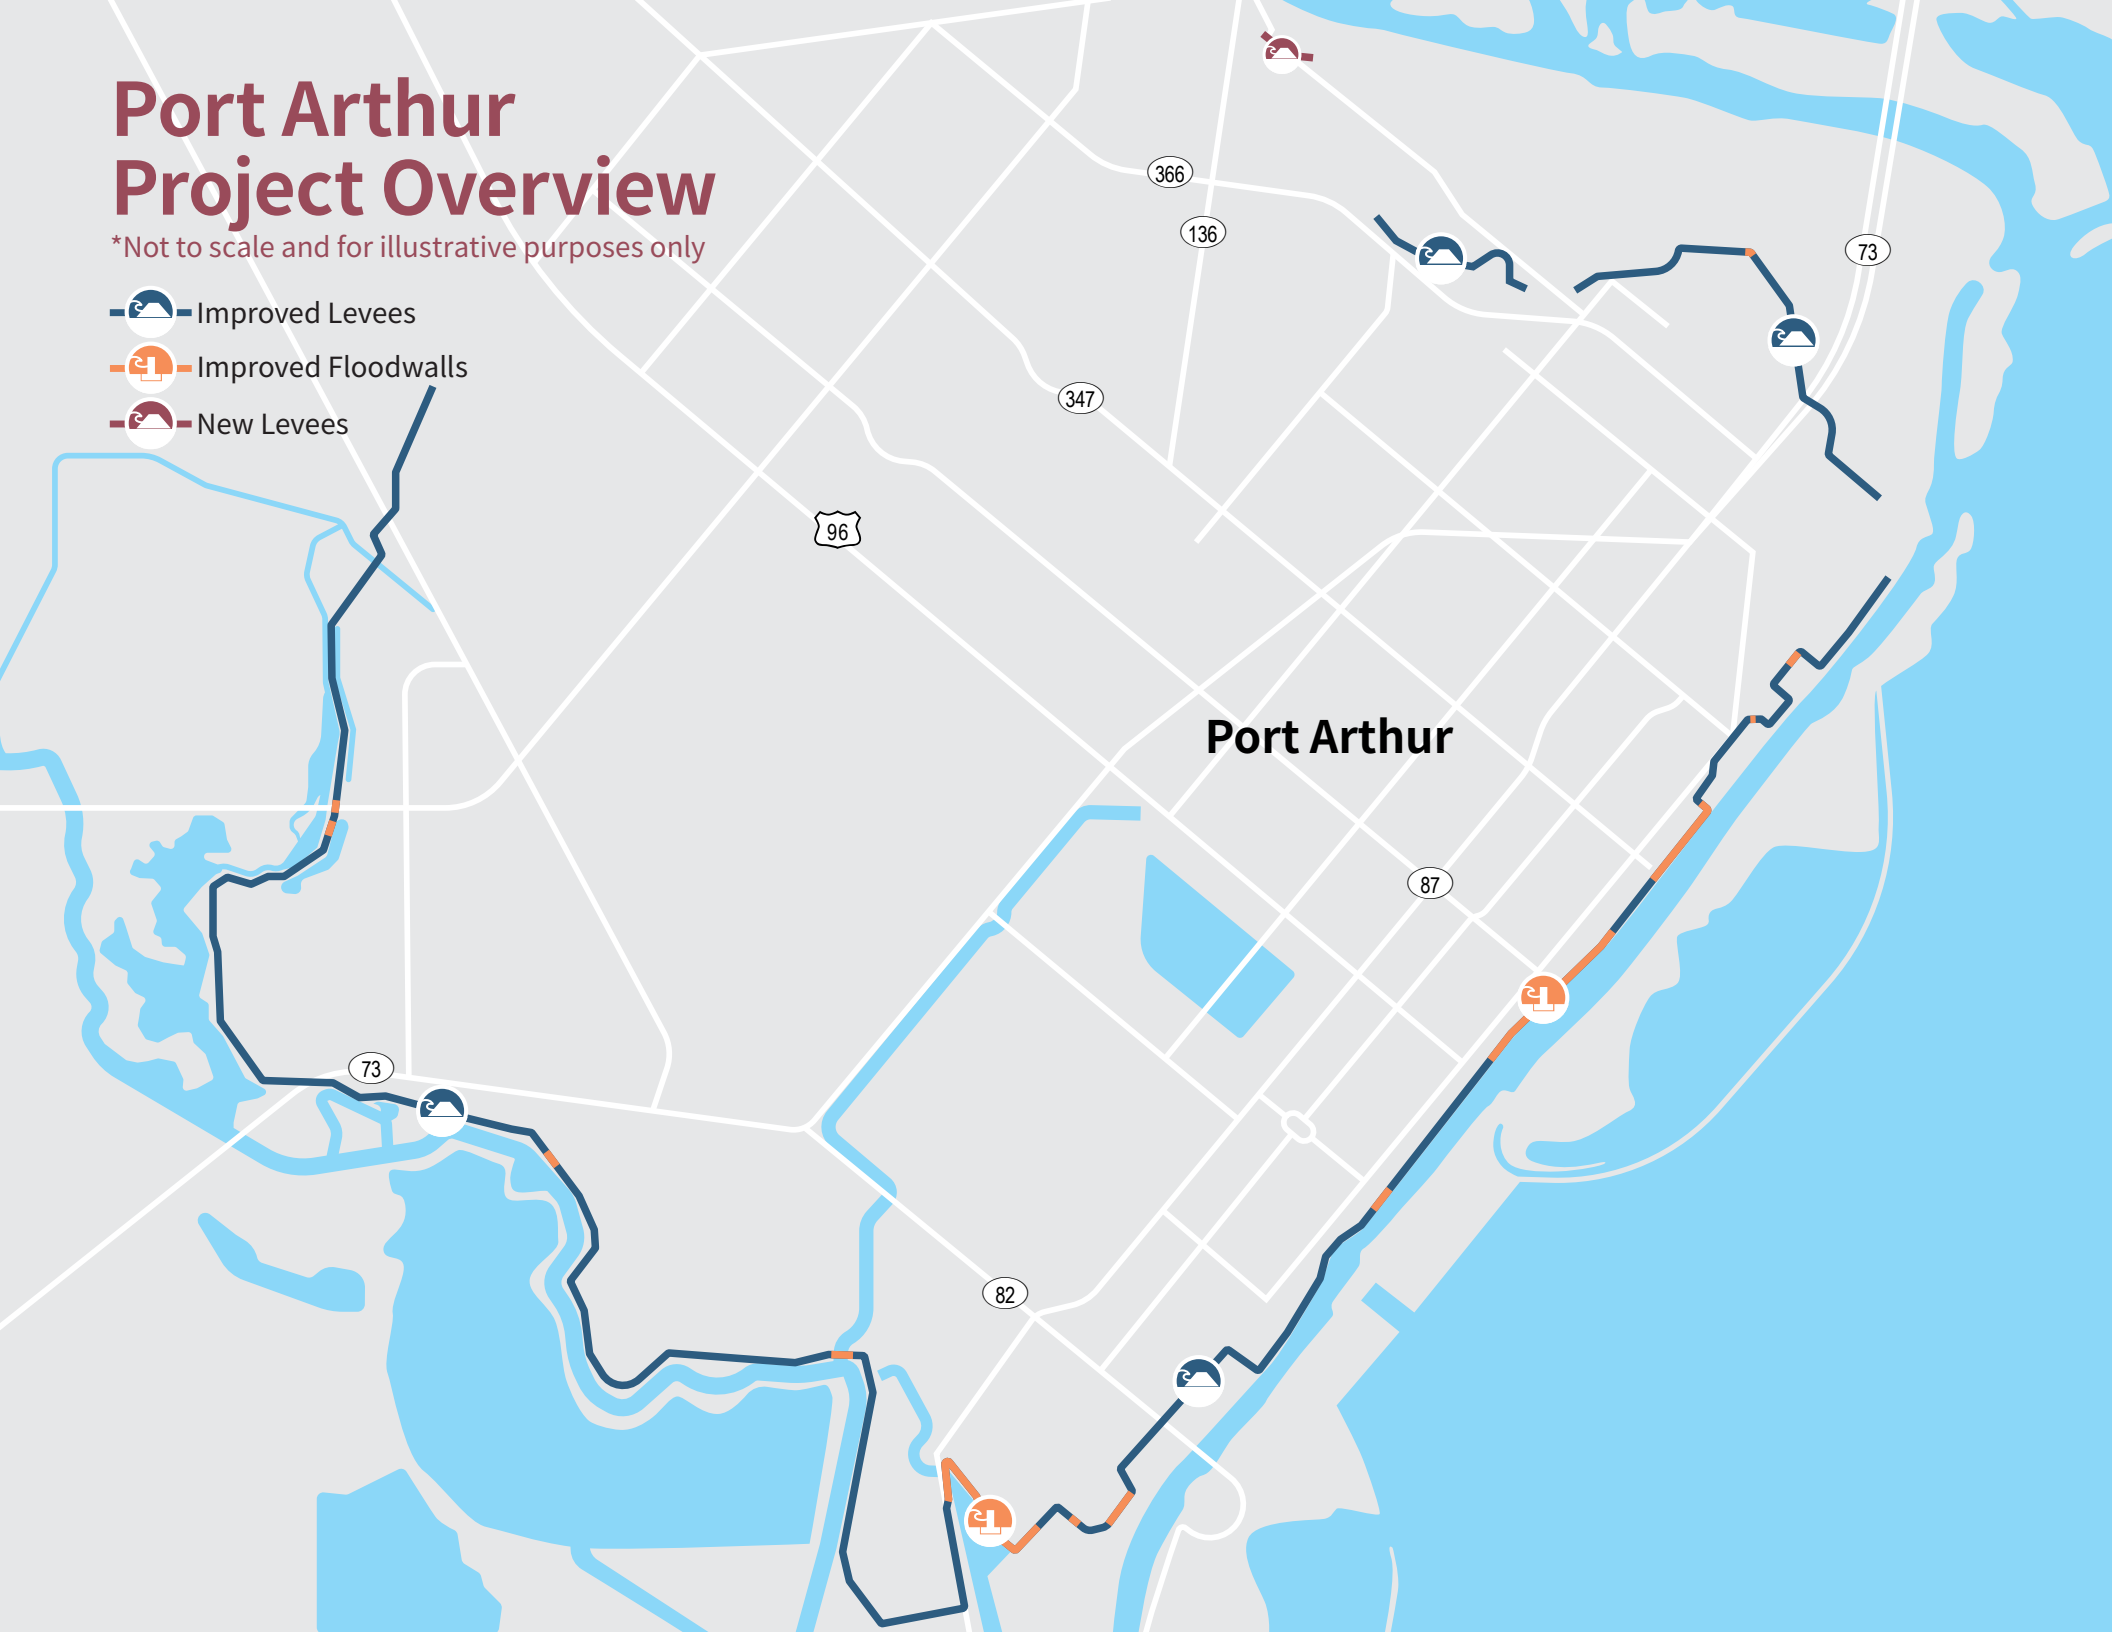 Port Arthur
Project Overview
*Not to scale and for illustrative purposes only
Improved Levees
Improved Floodwalls
New Levees
366
136
73
347
96
Port Arthur
87
73
82